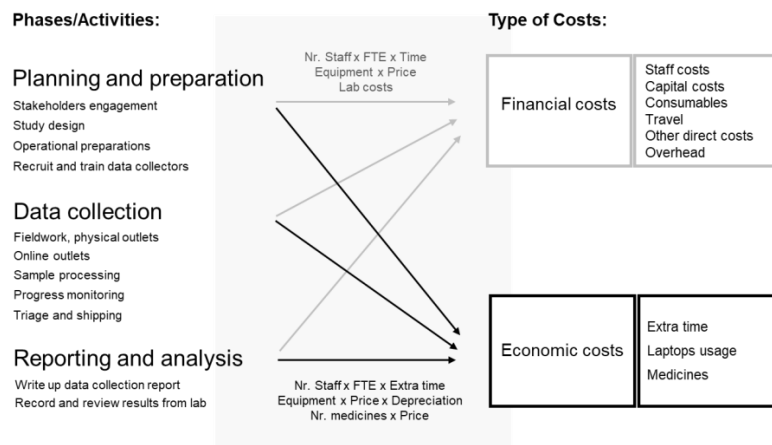 Phases/Activities:
Planning and preparation
Stakeholders engagement
Study design
Operational preparations
Recruit and train data collectors
Data collection
Fieldwork, physical outlets
Online outlets
Sample processing
Progress monitoring
Triage and shipping
Reporting and analysis
Write up data collection report
Record and review results from lab
Nr. Staff x FTE x Time
Equipment x Price
Lab costs
Nr. Staff x FTE x Extra time
Equipment x Price x Depreciation
Nr. medicines x Price
Type of Costs:
Financial costs
Staff costs
Capital costs
Consumables
Travel
Other direct costs
Overhead
Economic costs
Extra time
Laptops usage
Medicines